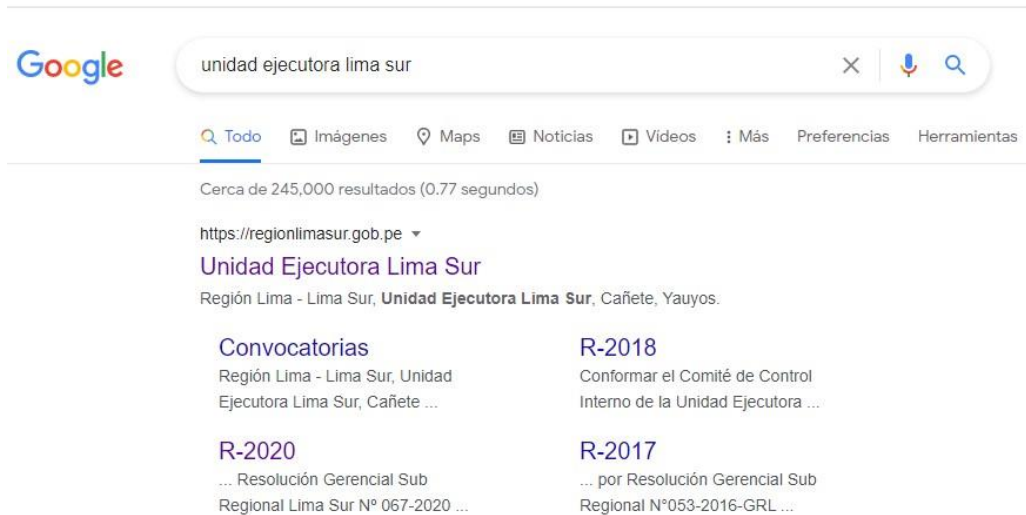 Google
unidad ejecutora lima sur
Todo Imágenes Maps Noticias Vídeos Más Preferencias Herramientas
Cerca de 245,000 resultados (0.77 segundos)
https://regionlimasur.gob.pe
Unidad Ejecutora Lima Sur
Región Lima - Lima Sur, Unidad Ejecutora Lima Sur, Cañete, Yauyos.
Convocatorias
Región Lima - Lima Sur, Unidad
Ejecutora Lima Sur, Cañete ...
R-2018
Conformar el Comité de Control
Interno de la Unidad Ejecutora ...
R-2020
... Resolución Gerencial Sub
Regional Lima Sur Nº 067-2020 ...
R-2017
... por Resolución Gerencial Sub
Regional N°053-2016-GRL ...